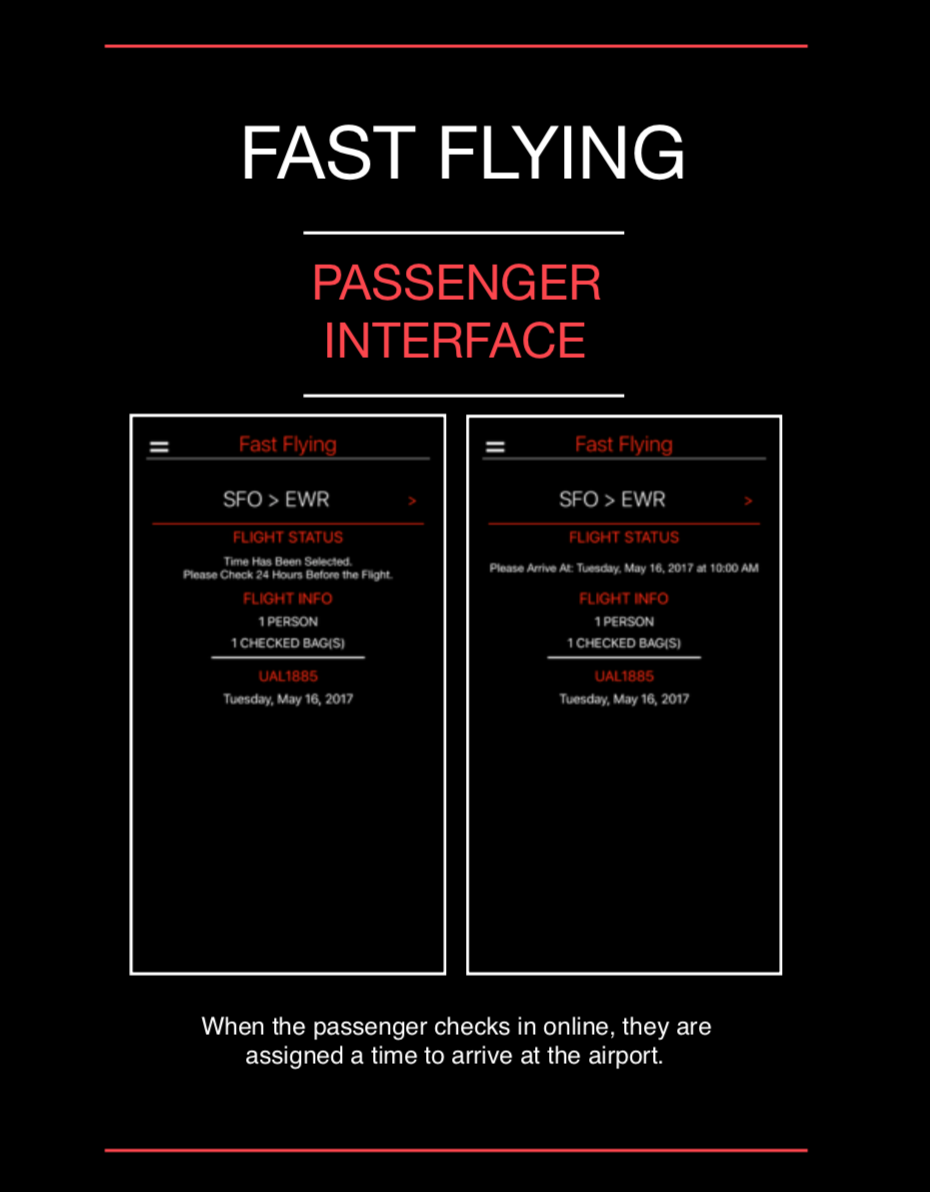 FAST FLYING
PASSENGER
INTERFACE
Fast Flying
SFO > EWR >
FLIGHT STATUS
Time Has Been Selected.
Please Check 24 Hours Before the Flight.
FLIGHT INFO
1 PERSON
1 CHECKED BAG(S)
UAL1885
Tuesday, May 16, 2017
Fast Flying
SFO > EWR >
FLIGHT STATUS
Please Arrive At: Tuesday, May 16, 2017 at 10:00 AM
FLIGHT INFO
1 PERSON
1 CHECKED BAG(S)
UAL1885
Tuesday, May 16, 2017
When the passenger checks in online, they are
assigned a time to arrive at the airport.